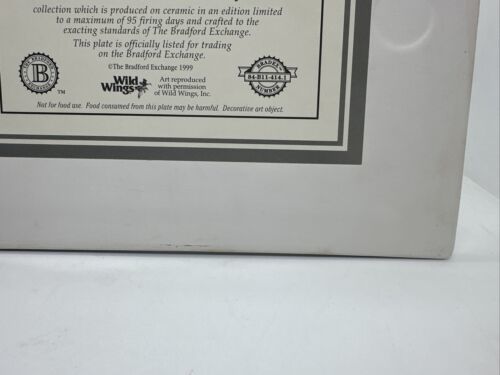 collection which is produced on ceramic in an edition limited
to a maximum of 95 firing days and crafted to the
exacting standards of The Bradford Exchange.
This plate is officially listed for trading
on the Bradford Exchange.
©The Bradford Exchange 1999
B
TM
Wild
Wings
Art reproduced
with permission
of Wild Wings, Inc.
BRADEX
84-B11-414.1
NUMBER
Not for food use. Food consumed from this plate may be harmful. Decorative art object.